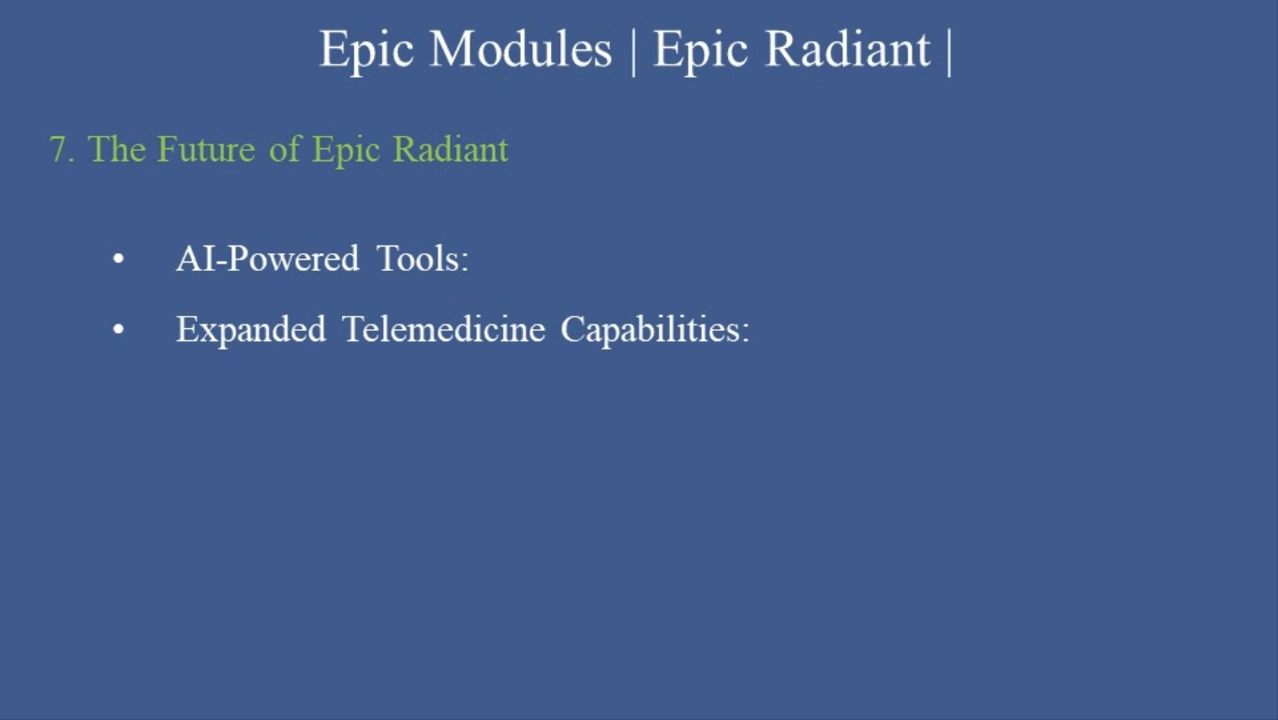 Epic Modules | Epic Radiant |
7. The Future of Epic Radiant
• AI-Powered Tools:
• Expanded Telemedicine Capabilities: